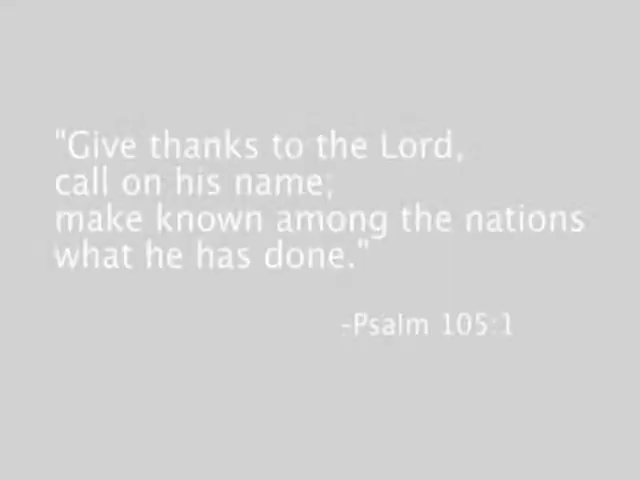 "Give thanks to the Lord,
call on his name;
make known among the nations
what he has done."
-Psalm 105:1